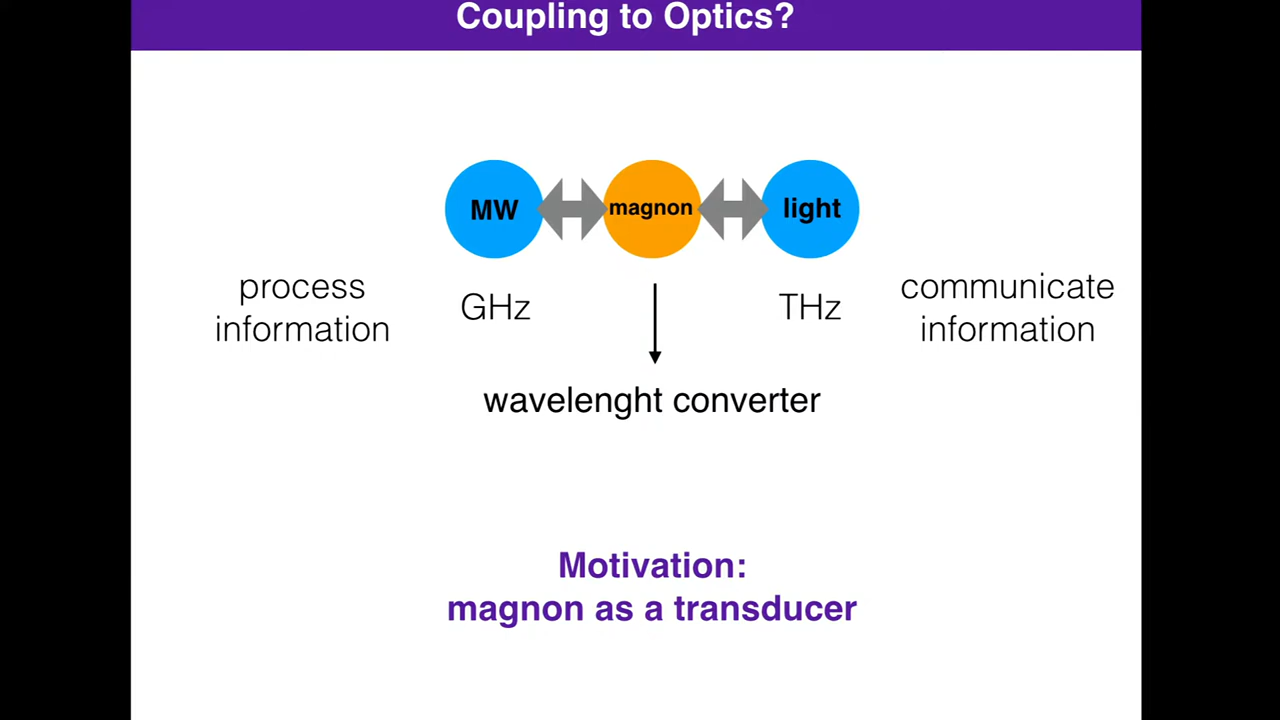 Coupling to Optics?
MW
magnon
light
process
information
GHz
THz
communicate
information
wavelenght converter
Motivation:
magnon as a transducer